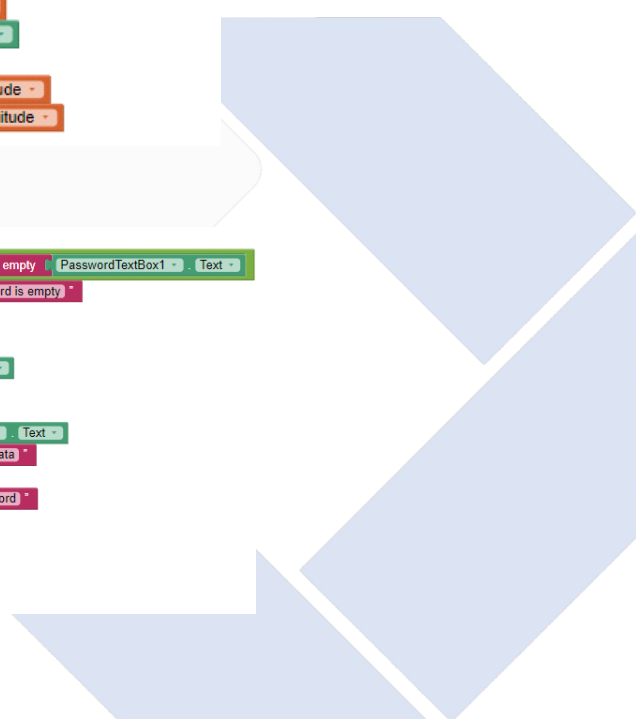 ude
itude
empty PasswordTextBox1 . Text
rd is empty "
. Text
ata "
ord "